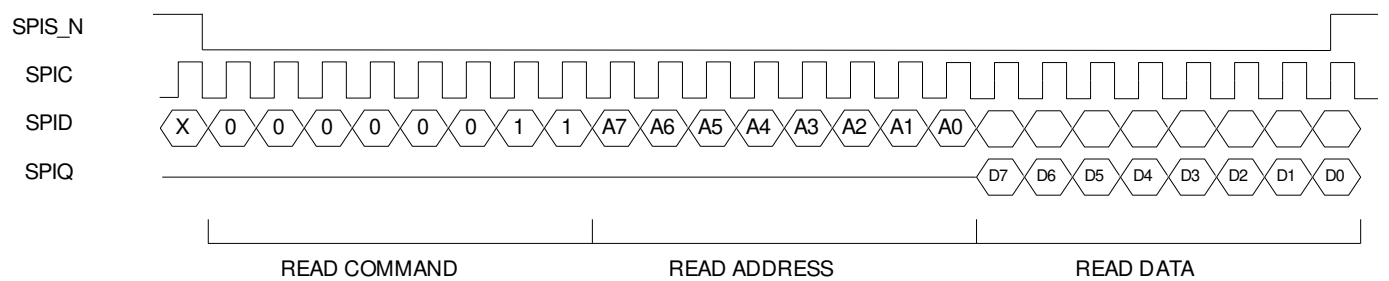 SPIS_N
SPIC
SPID X 0 0 0 0 0 0 1 1 A7 A6 A5 A4 A3 A2 A1 A0
SPIQ D7 D6 D5 D4 D3 D2 D1 D0
READ COMMAND READ ADDRESS READ DATA